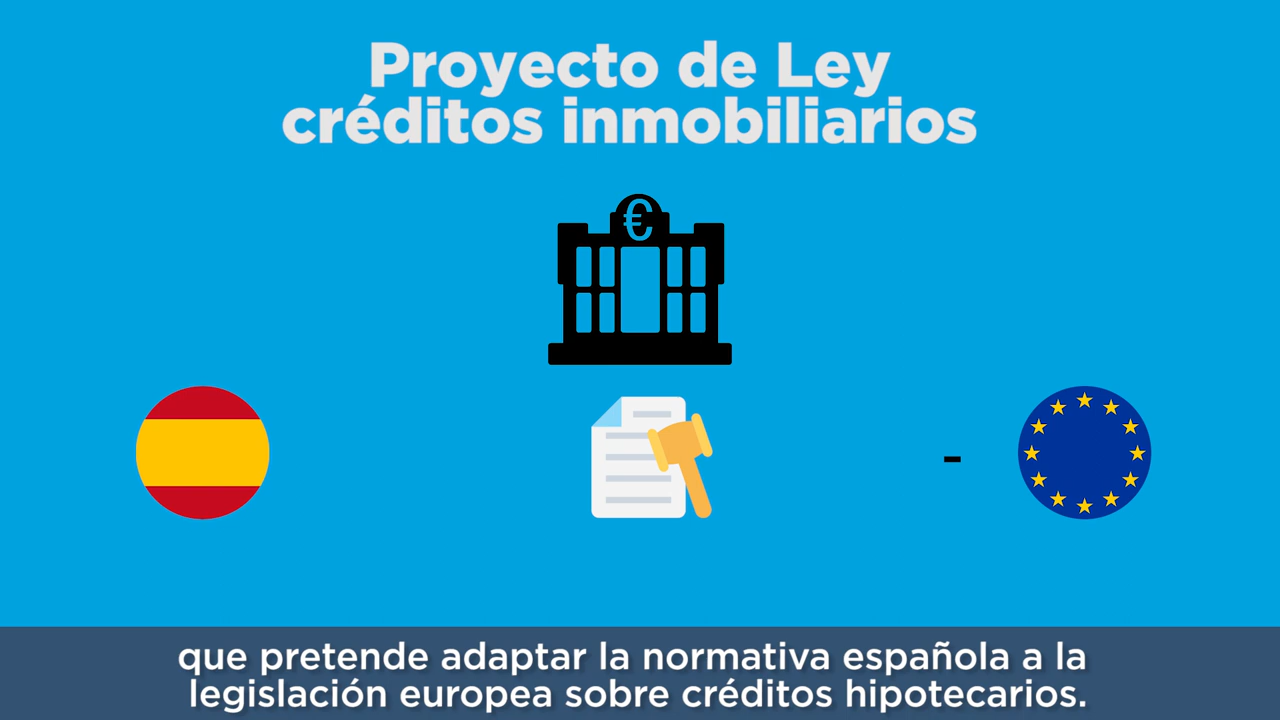 Proyecto de Ley
créditos inmobiliarios
€
-
que pretende adaptar la normativa española a la
legislación europea sobre créditos hipotecarios.